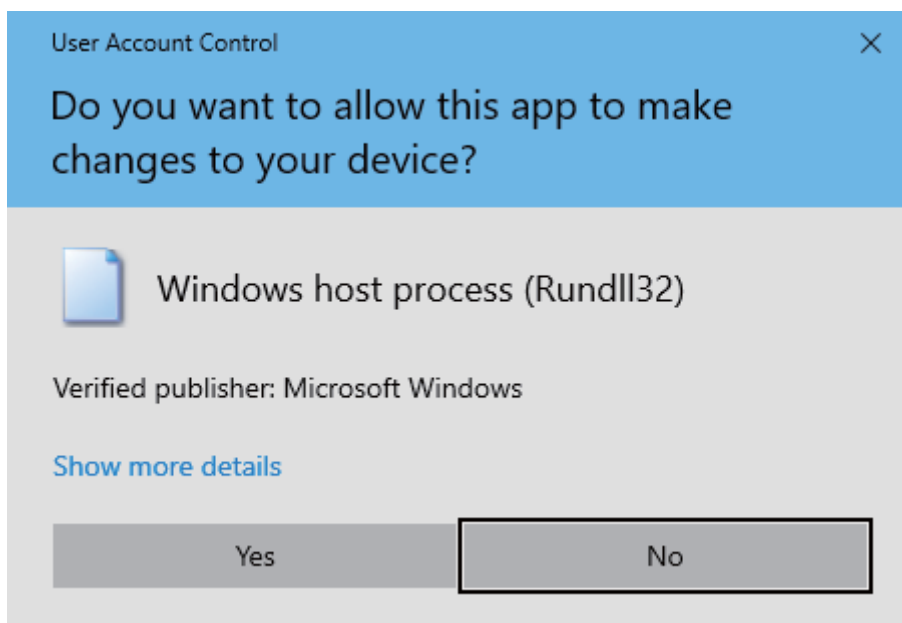 User Account Control
Do you want to allow this app to make
changes to your device?
Windows host process (Rundll32)
Verified publisher: Microsoft Windows
Show more details
Yes
No